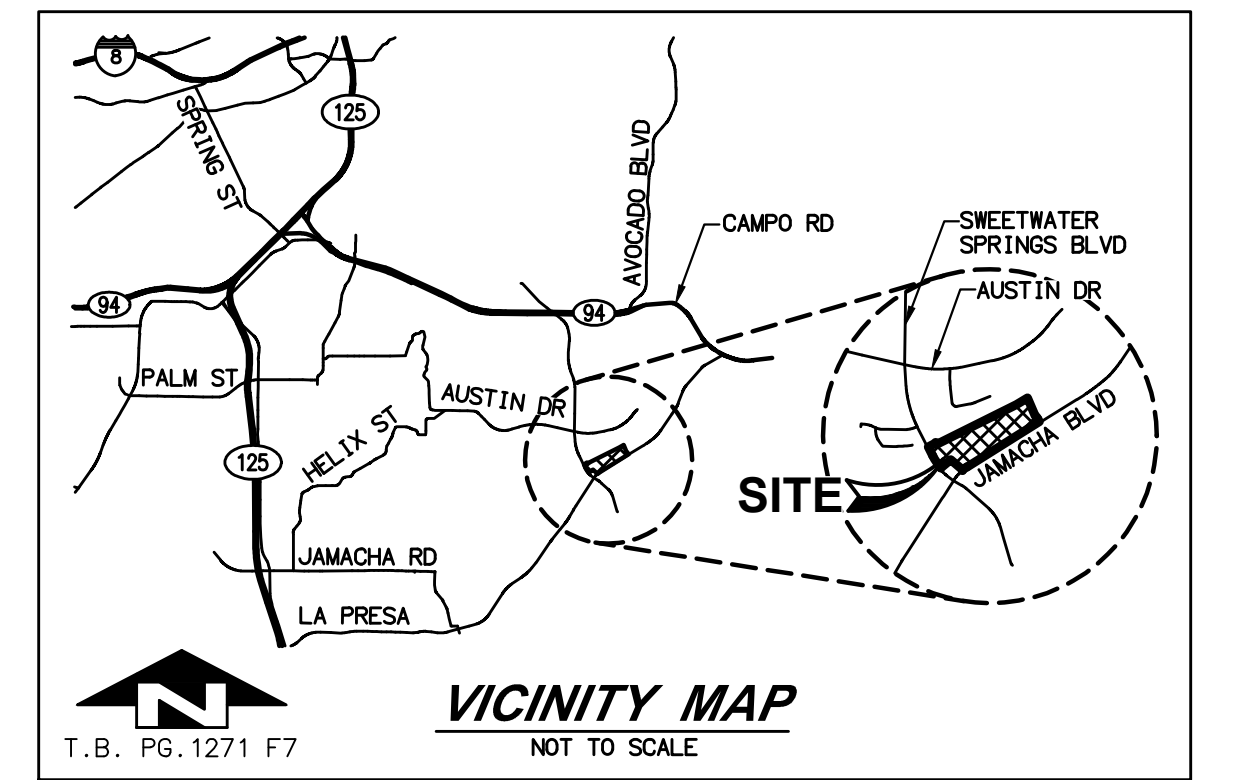 8
125
SPRING ST
AVOCADO BLVD
CAMPO RD
SWEETWATER
SPRINGS BLVD
AUSTIN DR
94
94
PALM ST
AUSTIN DR
HELIX ST
JAMACHA BLVD
125
SITE
JAMACHA RD
LA PRESA
N
T.B. PG.1271 F7
VICINITY MAP
NOT TO SCALE